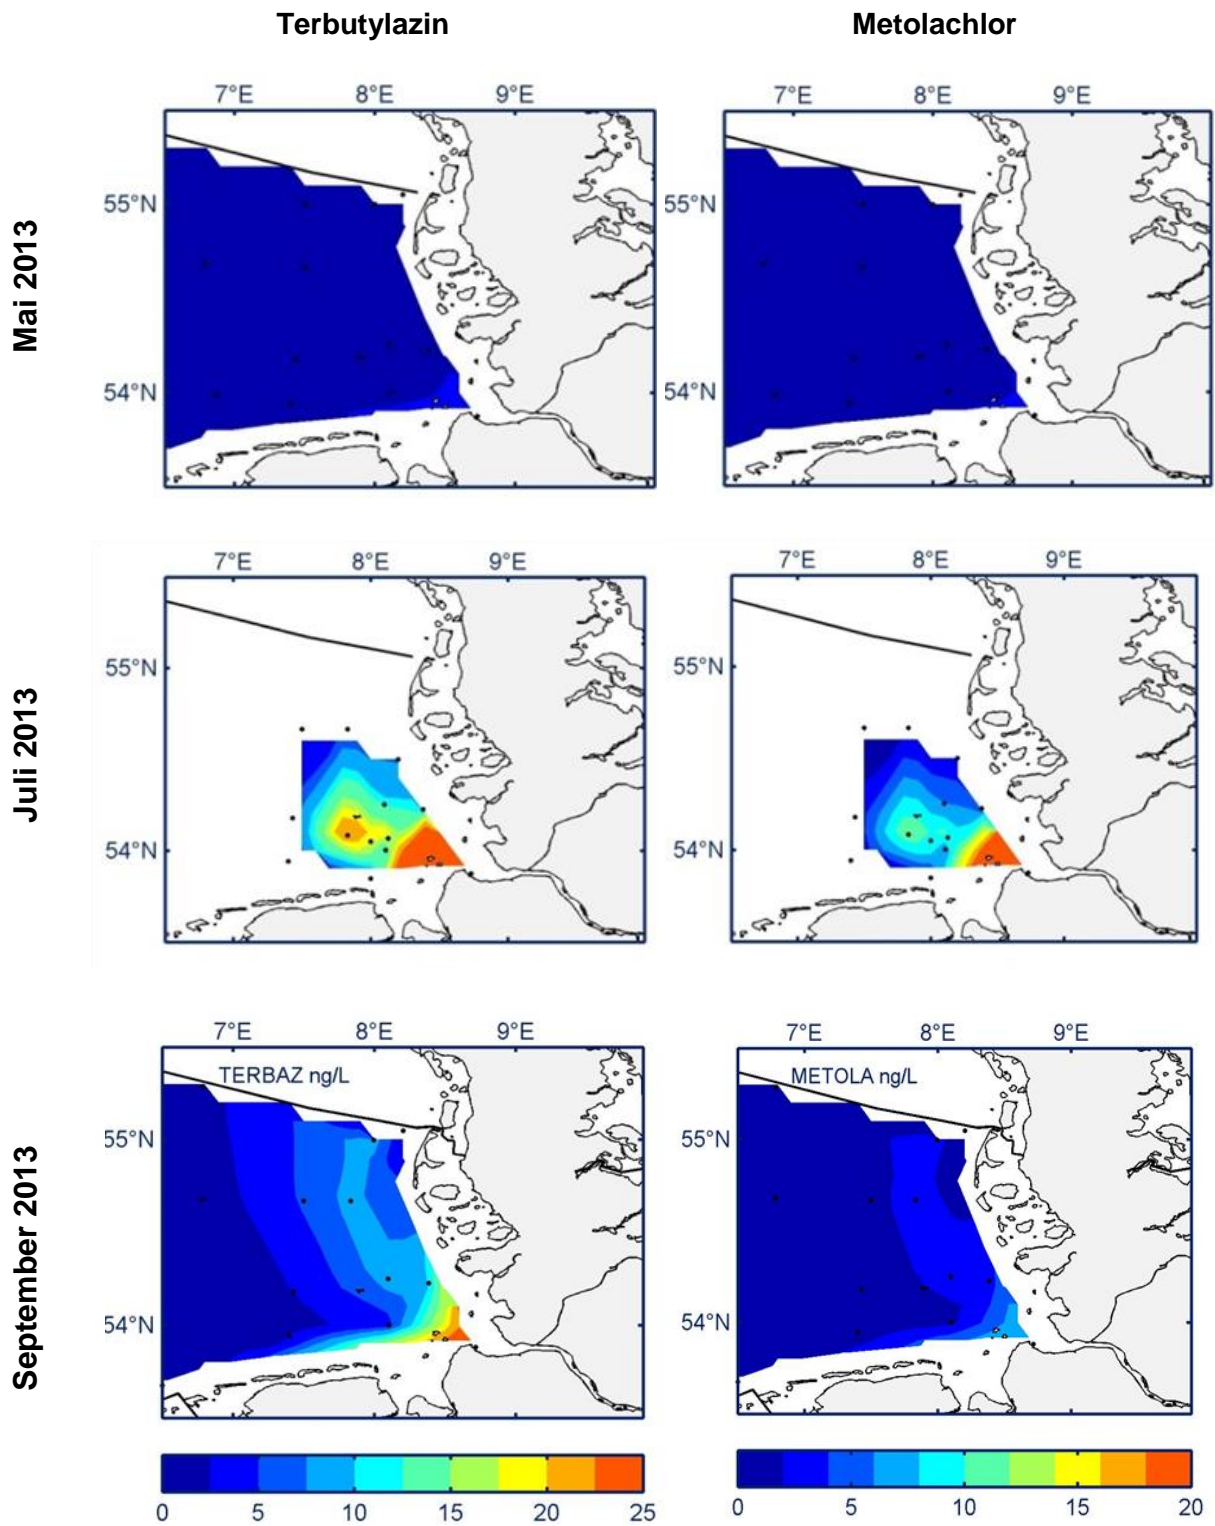 Terbutylazin Metolachlor
Mai 2013
7°E 8°E 9°E 7°E 8°E 9°E
55°N 55°N
54°N 54°N
Juli 2013
7°E 8°E 9°E 7°E 8°E 9°E
55°N 55°N
54°N 54°N
September 2013
7°E 8°E 9°E 7°E 8°E 9°E
TERBAZ ng/L METOLA ng/L
55°N 55°N
54°N 54°N
0 5 10 15 20 25 0 5 10 15 20